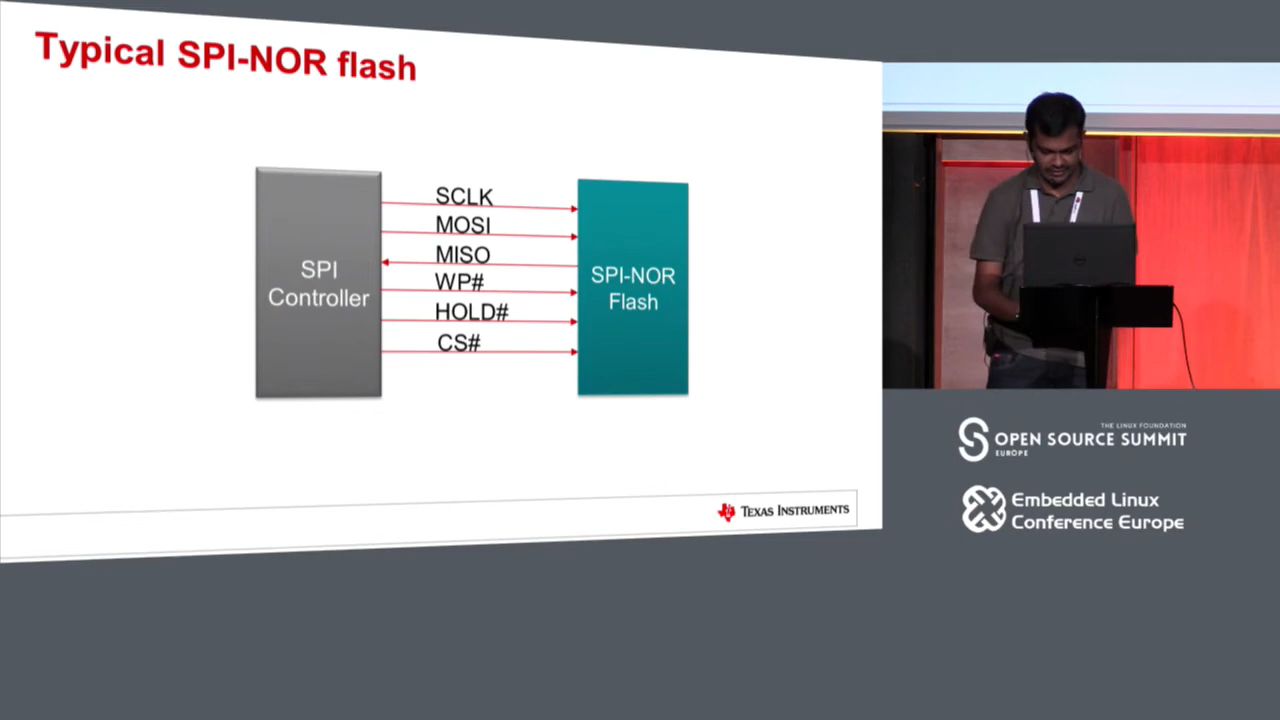 Typical SPI-NOR flash
SPI
Controller
SCLK
MOSI
MISO
WP#
HOLD#
CS#
SPI-NOR
Flash
TEXAS INSTRUMENTS
THE LINUX FOUNDATION
OPEN SOURCE SUMMIT
EUROPE
Embedded Linux
Conference Europe